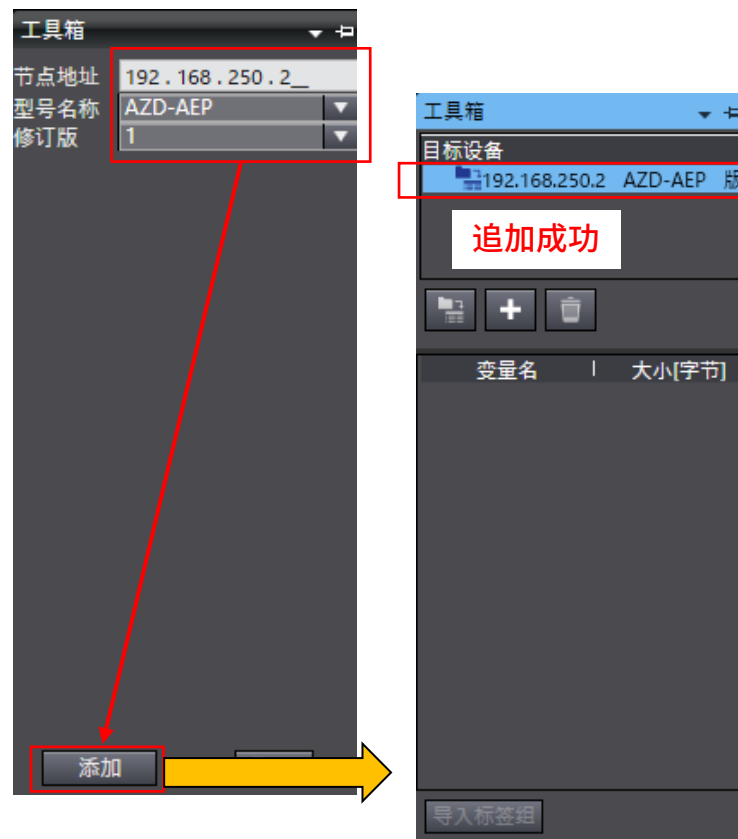 工具箱
节点地址 192 . 168 . 250 . 2__
型号名称 AZD-AEP
修订版 1
添加
工具箱
目标设备
192.168.250.2 AZD-AEP 版
追加成功
变量名 大小[字节]
导入标签组